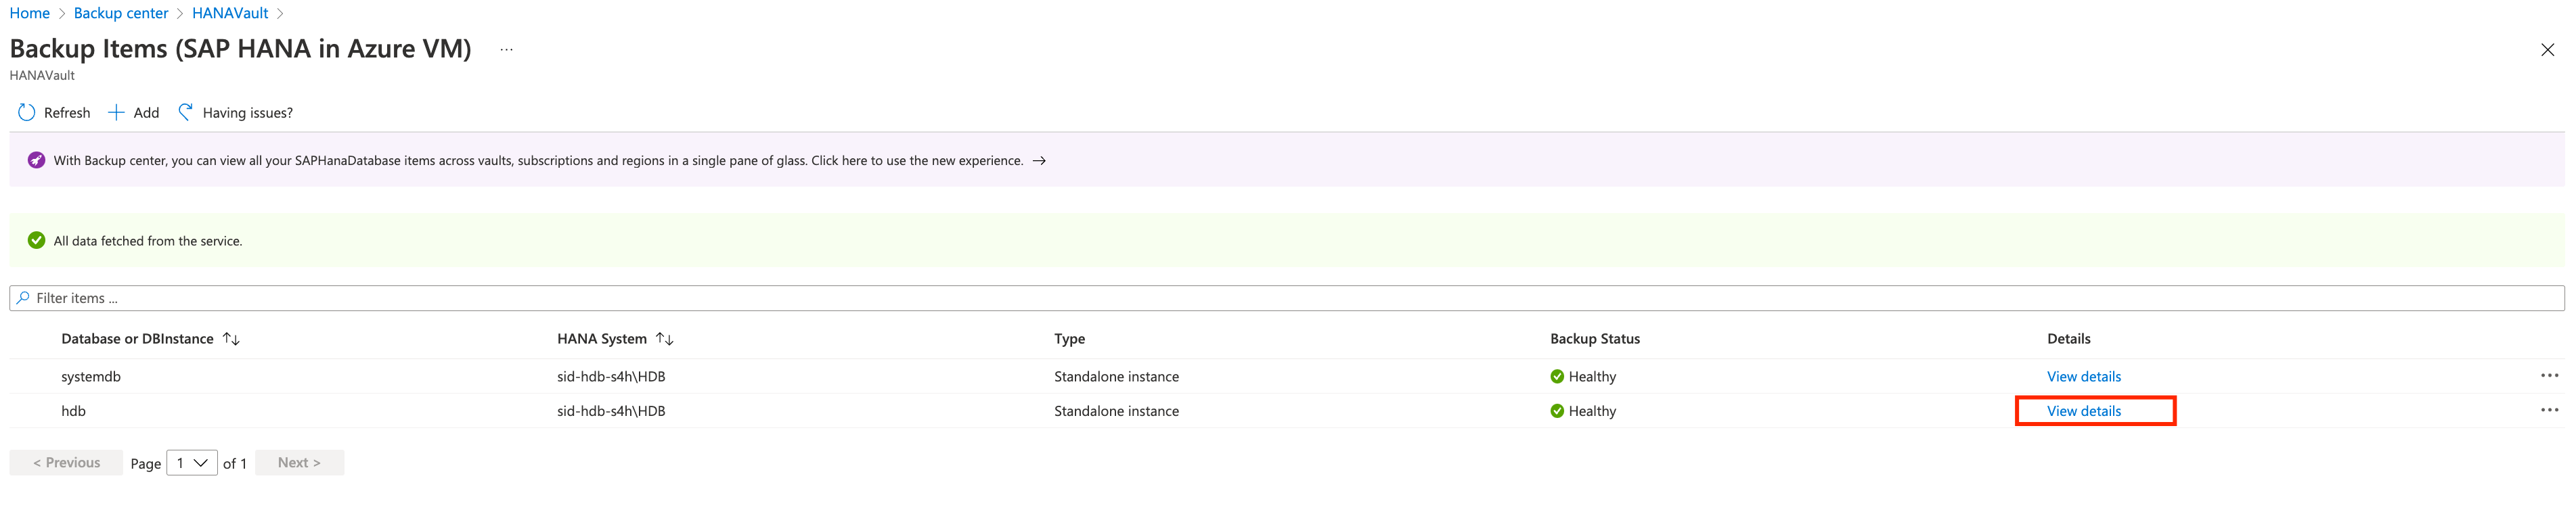 Home > Backup center > HANAVault >
Backup Items (SAP HANA in Azure VM) ...
HANAVault
Refresh + Add Having issues?
With Backup center, you can view all your SAPHanaDatabase items across vaults, subscriptions and regions in a single pane of glass. Click here to use the new experience. →
All data fetched from the service.
Filter items ...
Database or DBInstance ↑↓ HANA System ↑↓ Type Backup Status Details
systemdb sid-hdb-s4h\HDB Standalone instance Healthy View details ...
hdb sid-hdb-s4h\HDB Standalone instance Healthy View details ...
< Previous Page 1 of 1 Next >